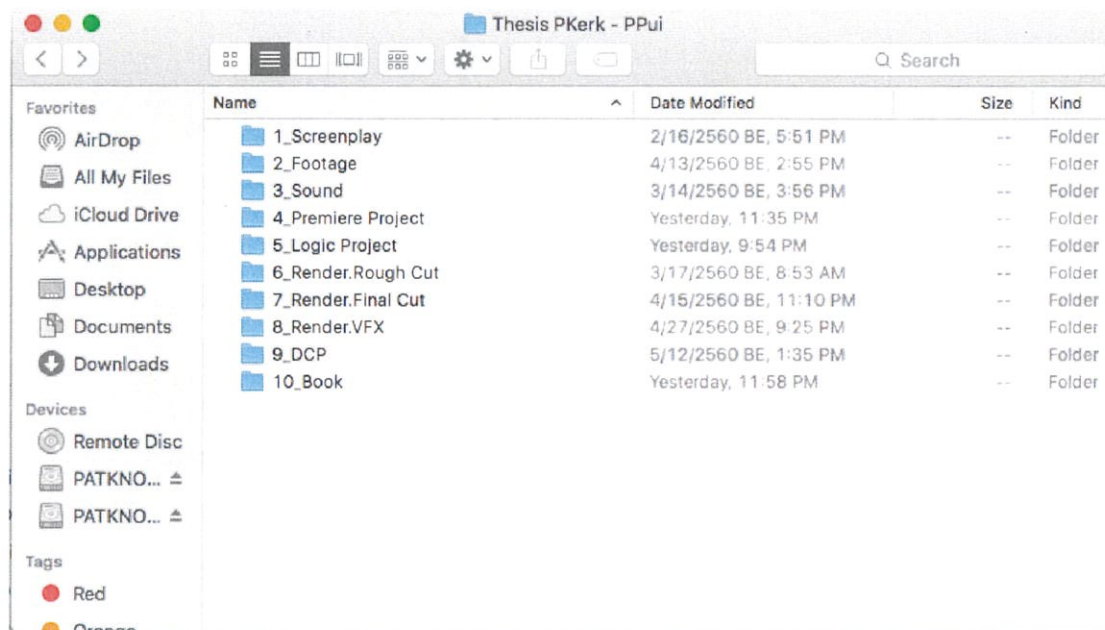 Thesis PKerk - PPui
Search
Favorites
AirDrop
All My Files
iCloud Drive
Applications
Desktop
Documents
Downloads
Devices
Remote Disc
PATKNO...
PATKNO...
Tags
Red
Orange
Name Date Modified Size Kind
1_Screenplay 2/16/2560 BE, 5:51 PM -- Folder
2_Footage 4/13/2560 BE, 2:55 PM -- Folder
3_Sound 3/14/2560 BE, 3:56 PM -- Folder
4_Premiere Project Yesterday, 11:35 PM -- Folder
5_Logic Project Yesterday, 9:54 PM -- Folder
6_Render.Rough Cut 3/17/2560 BE, 8:53 AM -- Folder
7_Render.Final Cut 4/15/2560 BE, 11:10 PM -- Folder
8_Render.VFX 4/27/2560 BE, 9:25 PM -- Folder
9_DCP 5/12/2560 BE, 1:35 PM -- Folder
10_Book Yesterday, 11:58 PM -- Folder